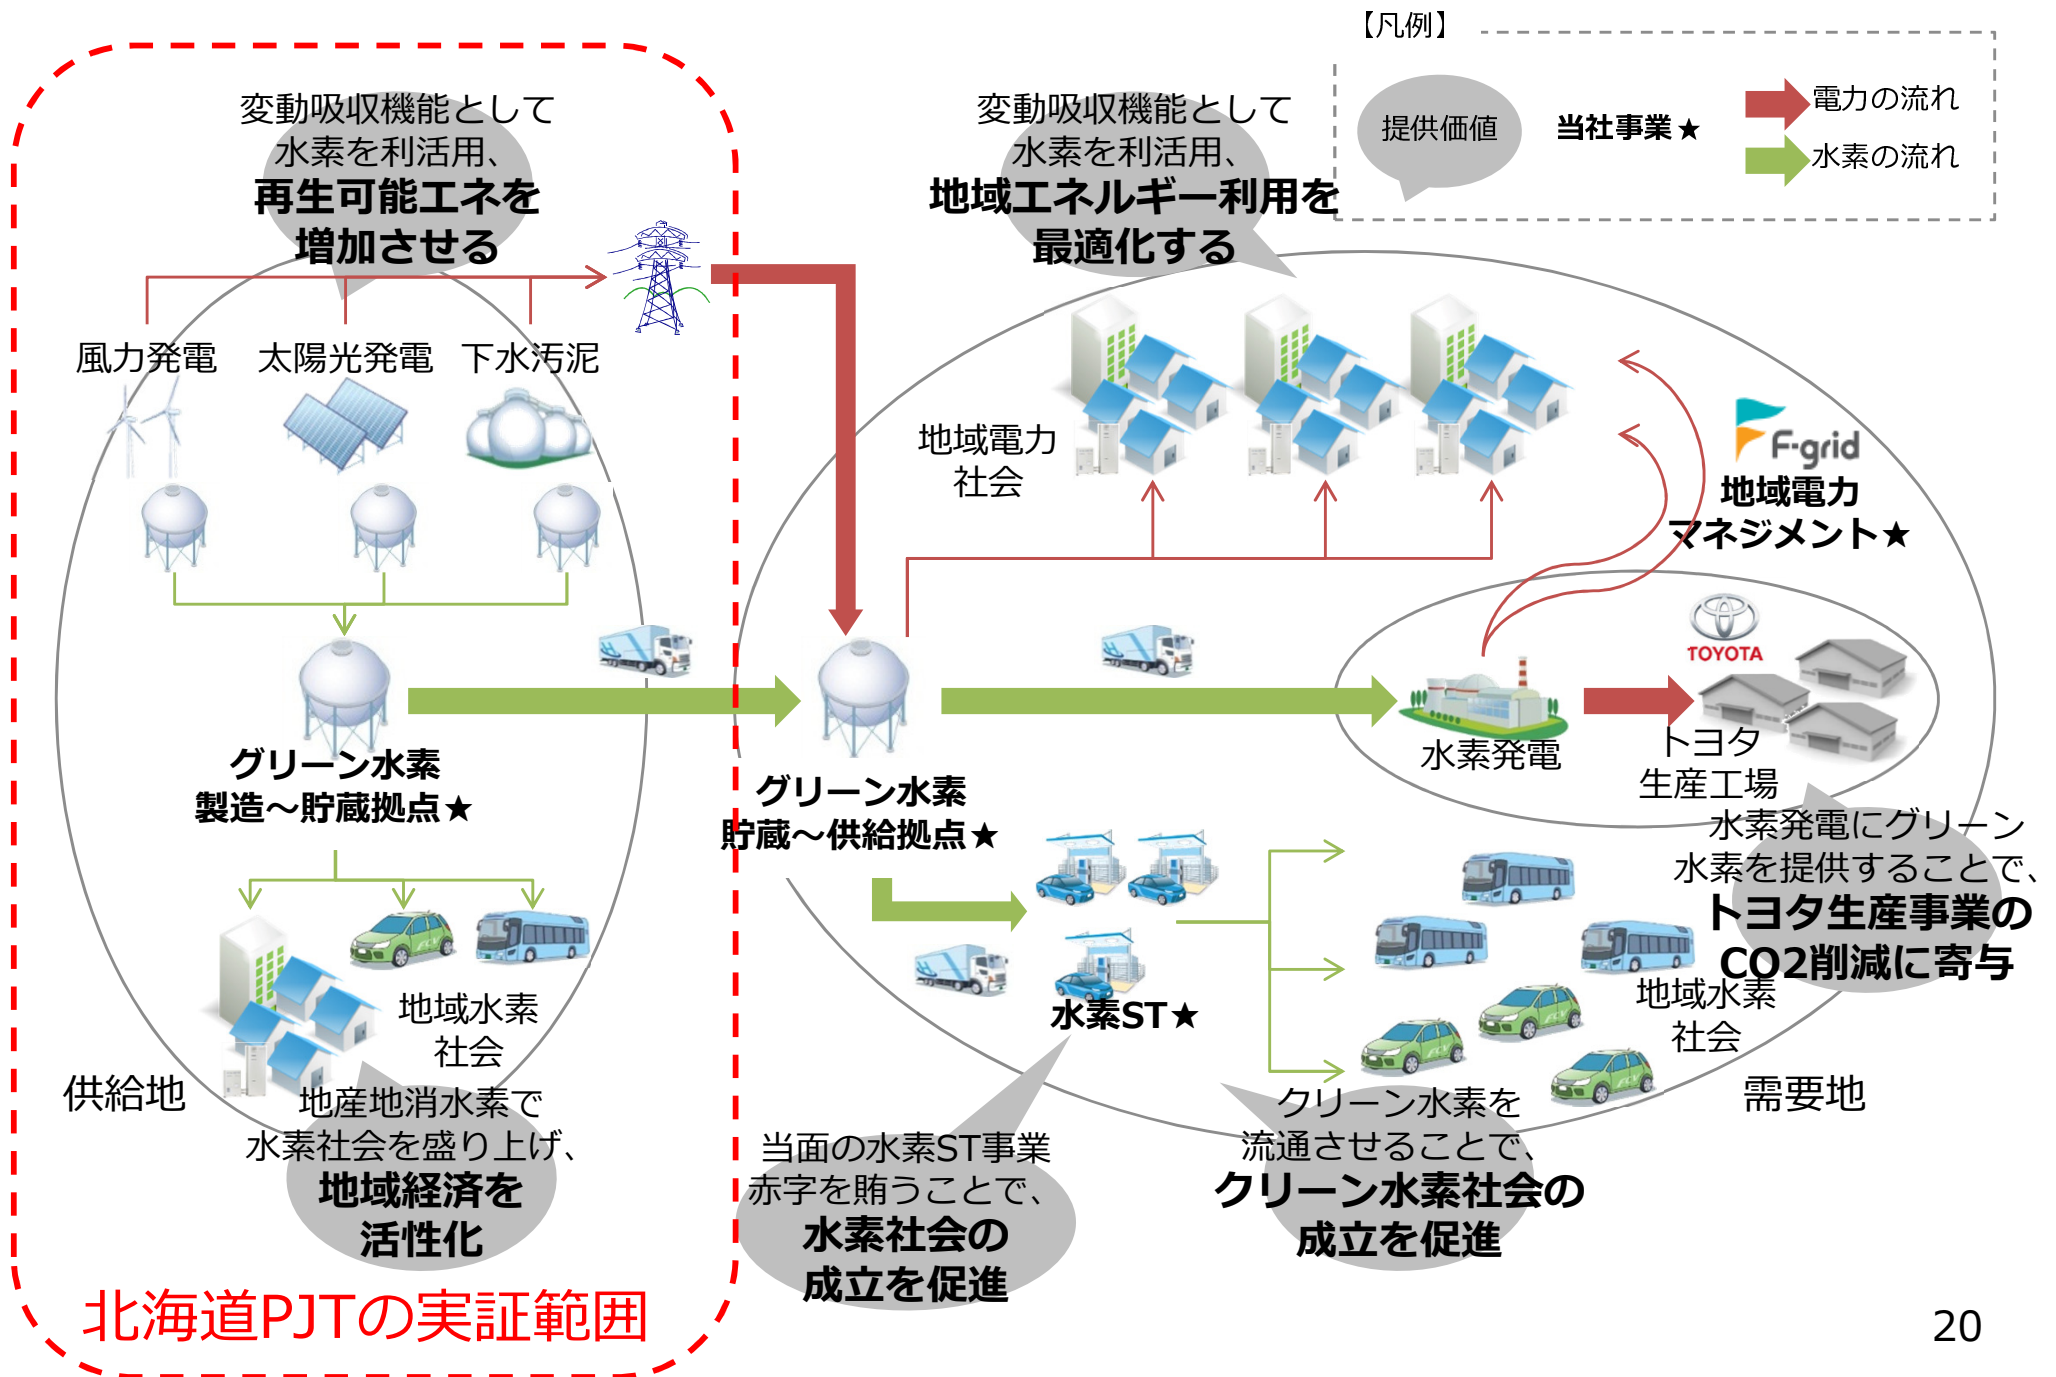 【凡例】
提供価値
当社事業★
電力の流れ
水素の流れ
変動吸収機能として
水素を利活用、
再生可能エネを
増加させる
変動吸収機能として
水素を利活用、
地域エネルギー利用を
最適化する
風力発電
太陽光発電
下水汚泥
地域電力
社会
F-grid
地域電力
マネジメント★
TOYOTA
グリーン水素
製造～貯蔵拠点★
グリーン水素
貯蔵～供給拠点★
水素発電
トヨタ
生産工場
水素発電にグリーン
水素を提供することで、
トヨタ生産事業の
CO2削減に寄与
地域水素
社会
水素ST★
地域水素
社会
供給地
需要地
地産地消水素で
水素社会を盛り上げ、
地域経済を
活性化
当面の水素ST事業
赤字を賄うことで、
水素社会の
成立を促進
クリーン水素を
流通させることで、
クリーン水素社会の
成立を促進
北海道PJTの実証範囲
20